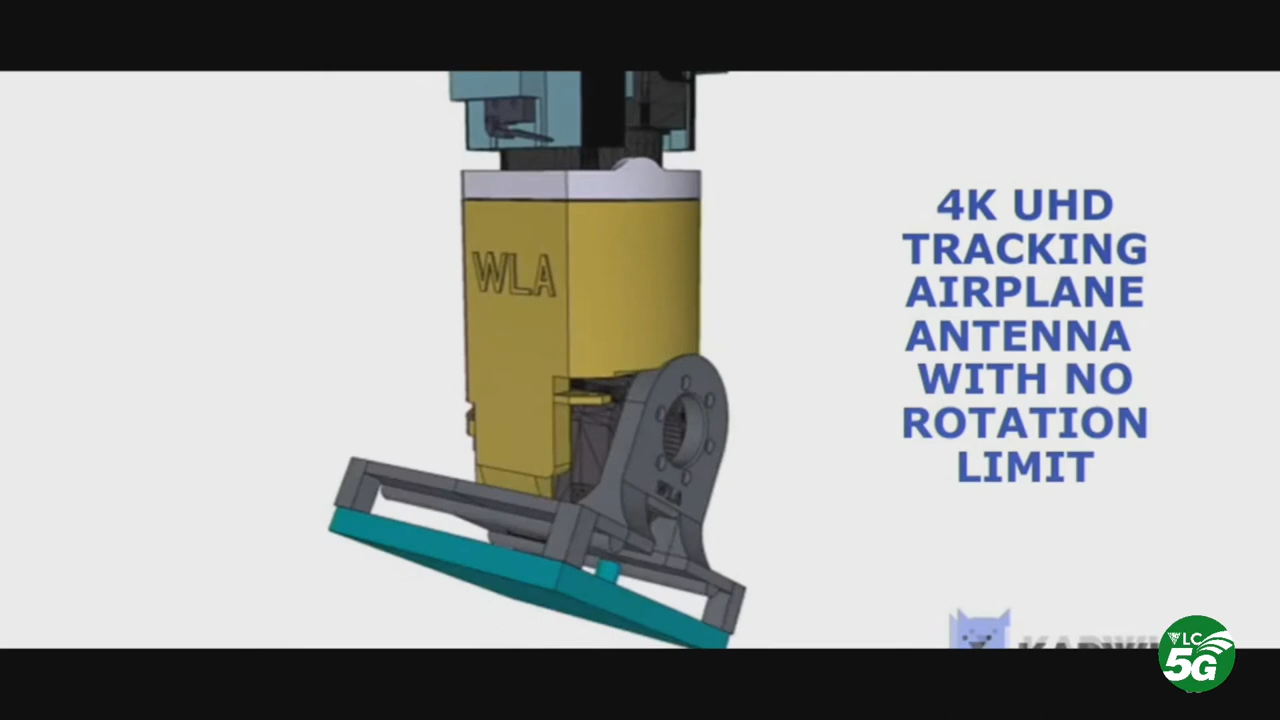 WLA
WLA
4K UHD
TRACKING
AIRPLANE
ANTENNA
WITH NO
ROTATION
LIMIT
VLC
5G